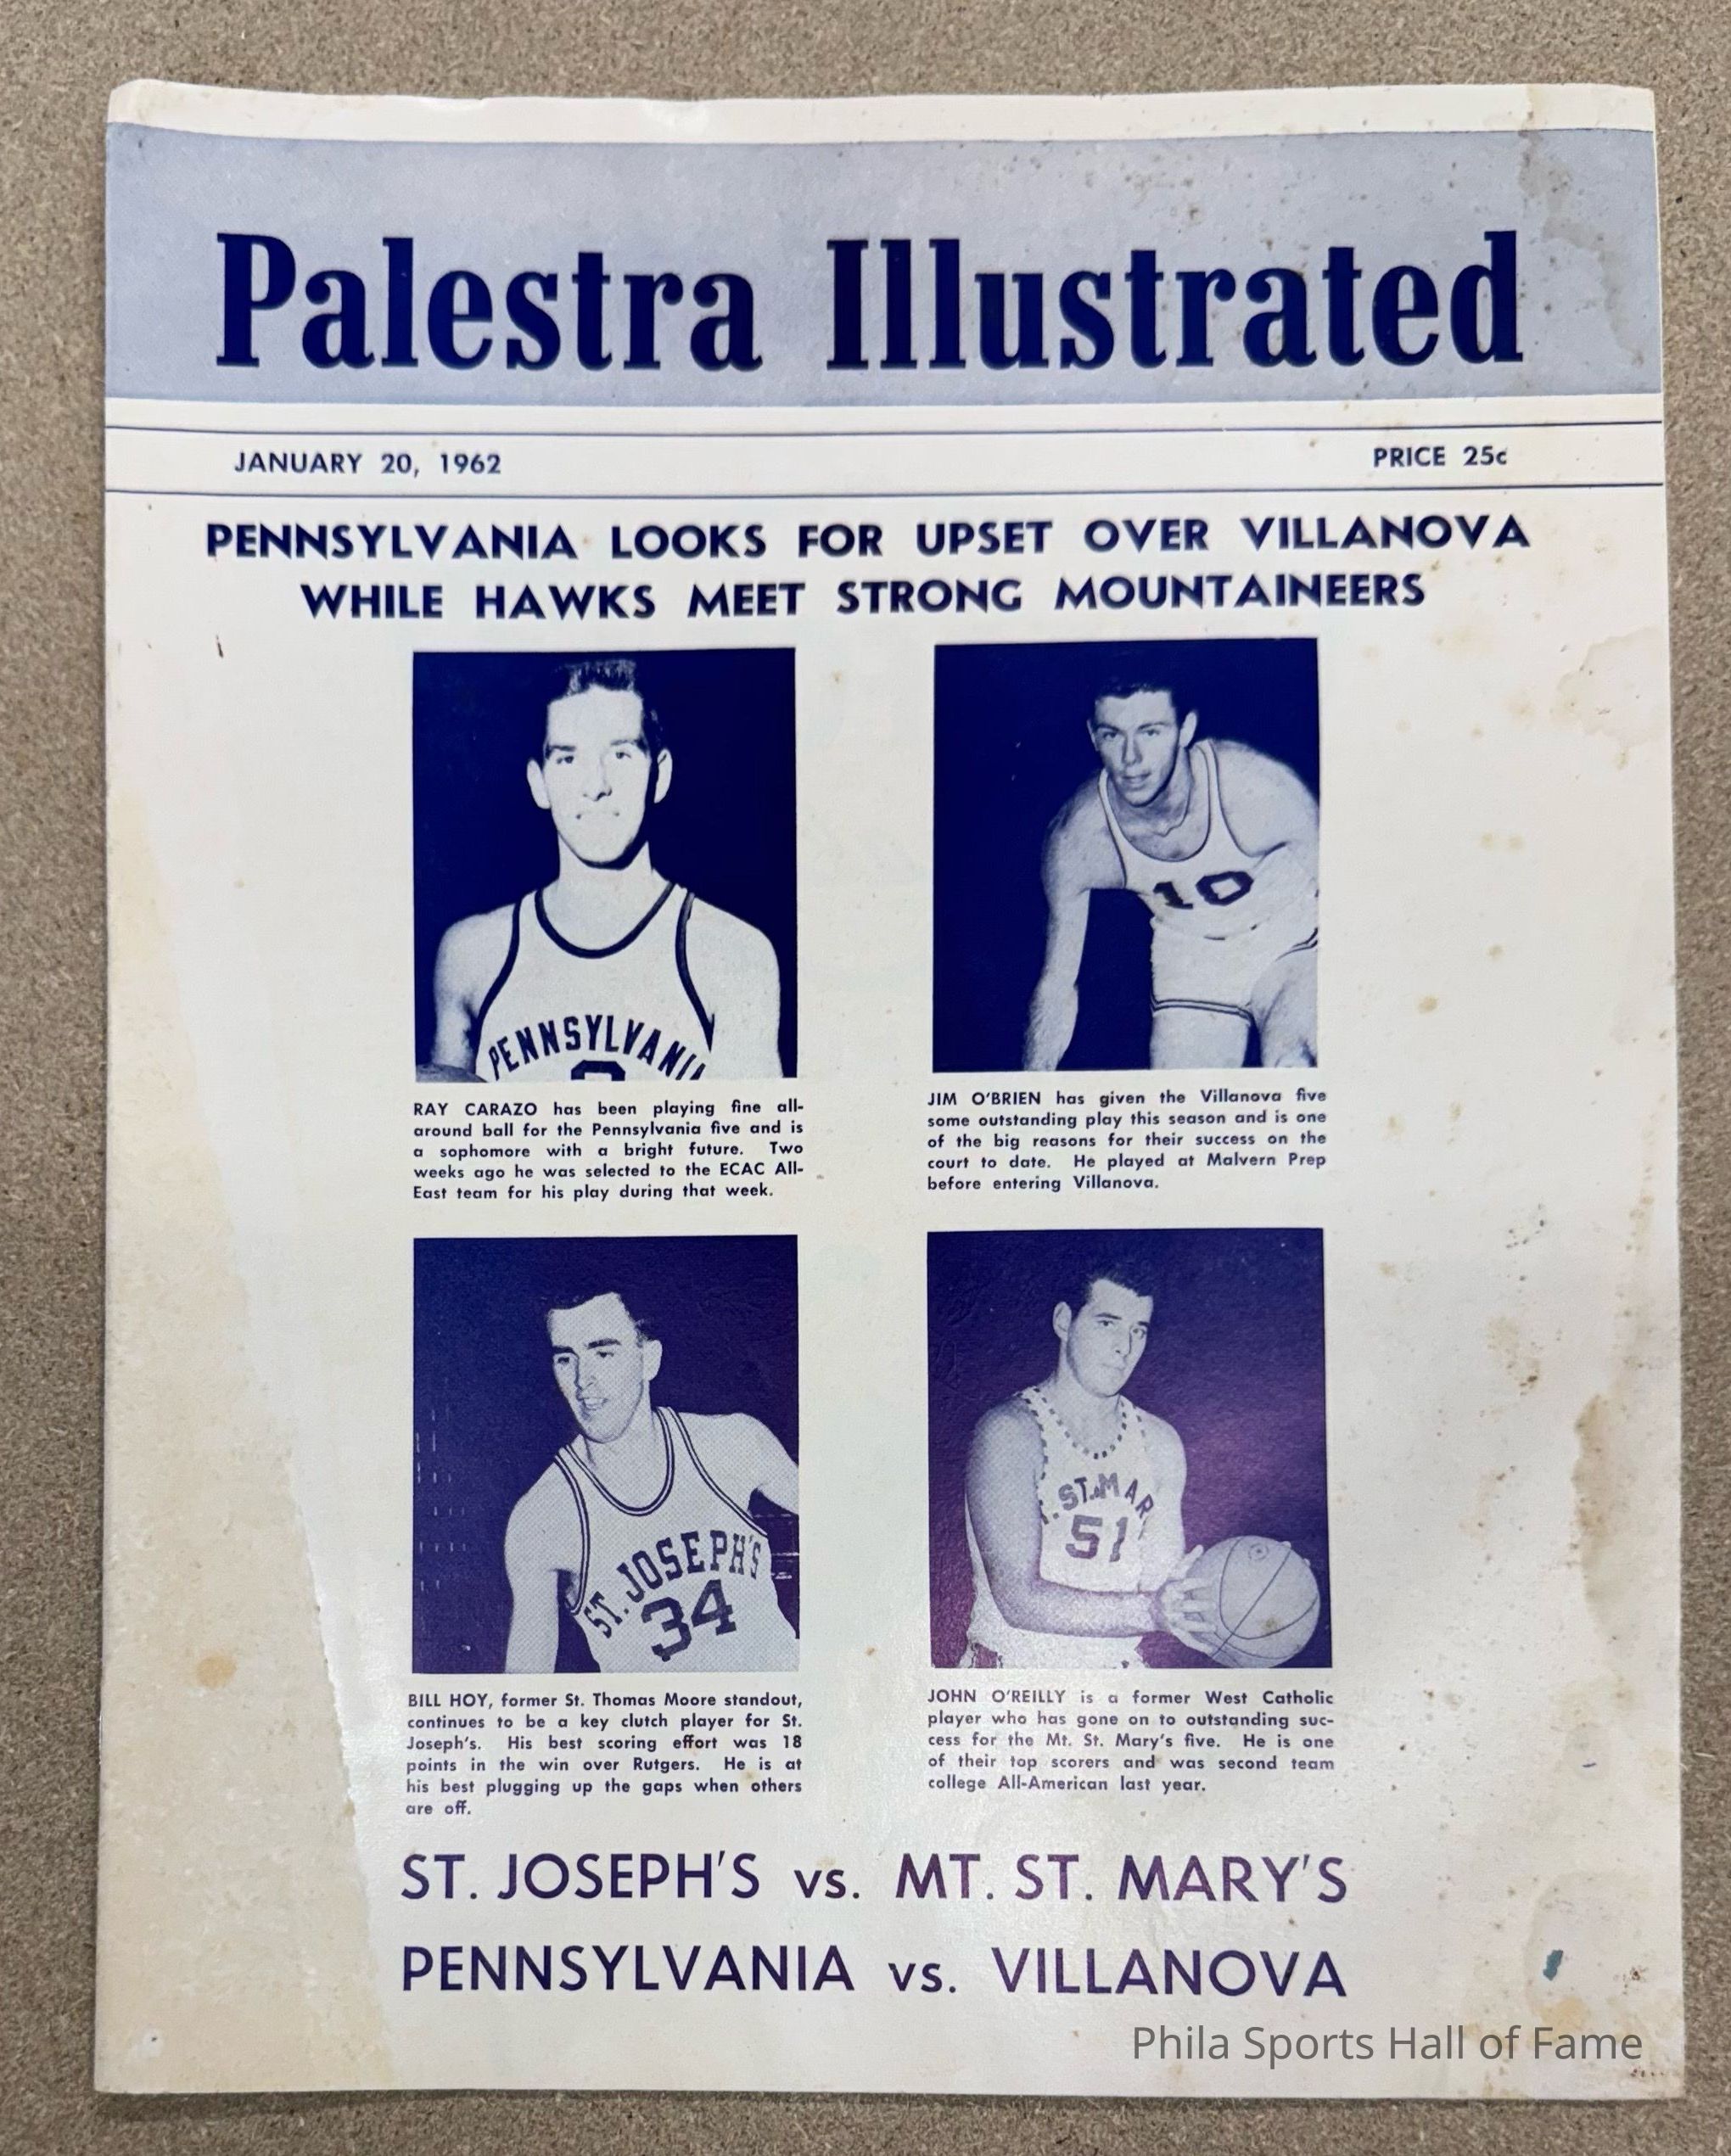 Palestra Illustrated
JANUARY 20, 1962
PRICE 25c
PENNSYLVANIA LOOKS FOR UPSET OVER VILLANOVA
WHILE HAWKS MEET STRONG MOUNTAINEERS
PENNSYLVANIA
RAY CARAZO has been playing fine all-
around ball for the Pennsylvania five and is
a sophomore with a bright future. Two
weeks ago he was selected to the ECAC All-
East team for his play during that week.
10
JIM O'BRIEN has given the Villanova five
some outstanding play this season and is one
of the big reasons for their success on the
court to date. He played at Malvern Prep
before entering Villanova.
ST. JOSEPH'S
34
BILL HOY, former St. Thomas Moore standout,
continues to be a key clutch player for St.
Joseph's. His best scoring effort was 18
points in the win over Rutgers. He is at
his best plugging up the gaps when others
are off.
ST. MAR
51
JOHN O'REILLY is a former West Catholic
player who has gone on to outstanding suc-
cess for the Mt. St. Mary's five. He is one
of their top scorers and was second team
college All-American last year.
ST. JOSEPH'S vs. MT. ST. MARY'S
PENNSYLVANIA vs. VILLANOVA
Phila Sports Hall of Fame